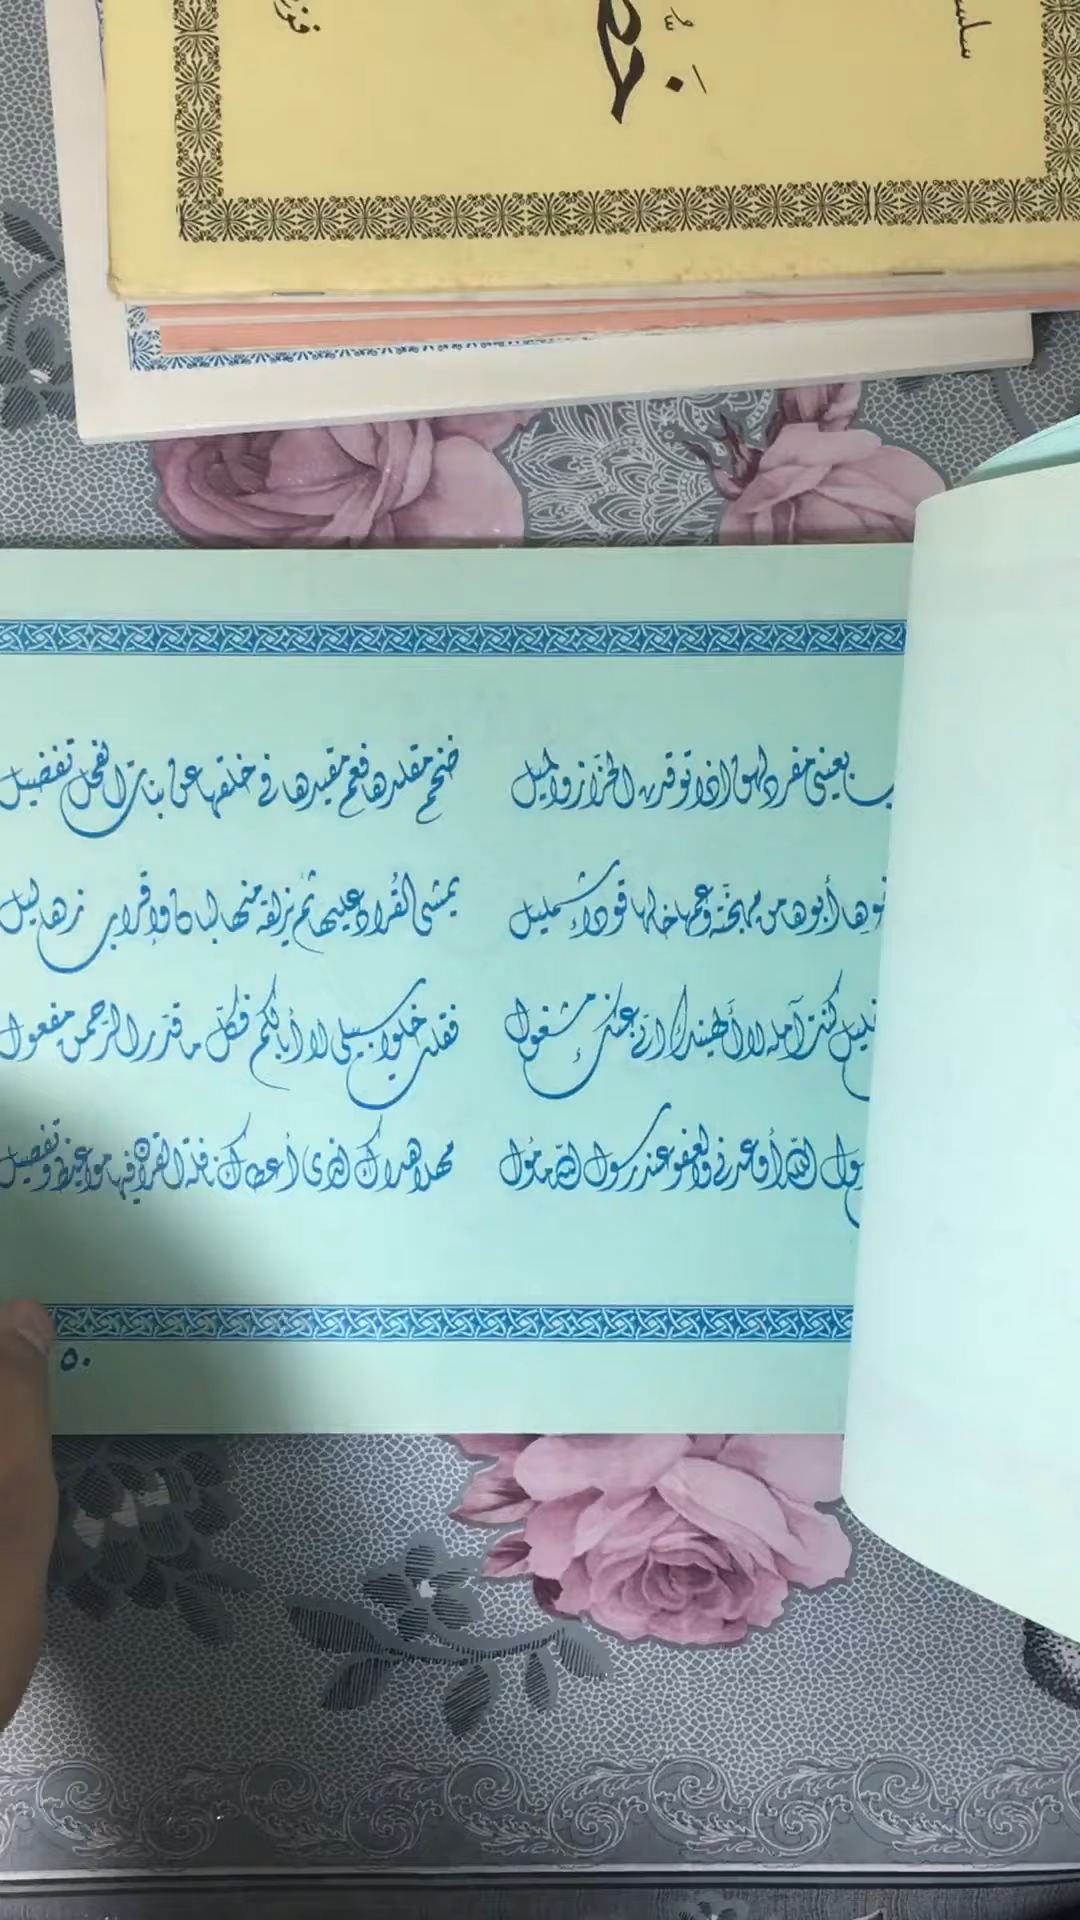 بعيني مفرد لهق إذا توقدت الحزاز والميل ضخم مقلدها فعم مقيدها في خلقها عن بنات الفحل تفضيل
أبوها من مهجنة وعمها خالها قوداء شمليل يمشي القراد عليها ثم يزلقه منها لبان وأقراب زهاليل
كنت آمله لا ألهينك إني عنك مشغول فقلت خلوا سبيلي لا أبا لكم فكل ما قدر الرحمن مفعول
الله أوعدني والعفو عند رسول الله مأمول مهلا هداك الذي أعطاك نافلة القرآن فيها مواعيظ وتفصيل
٥٠